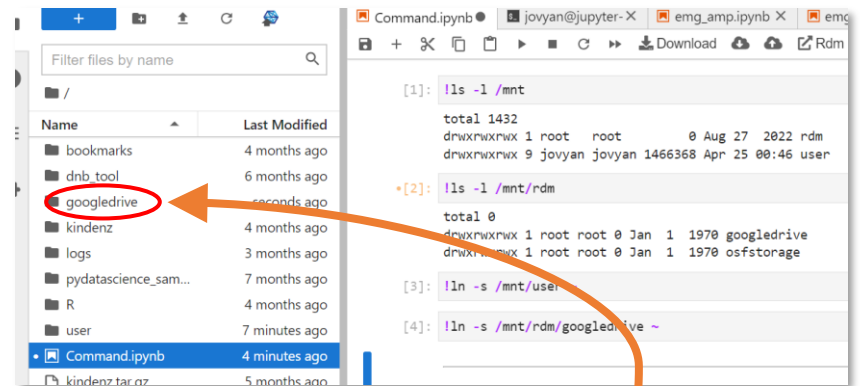 Command.ipynb
jovyan@jupyter-
emg_amp.ipynb
emg
Download
Rdm
Filter files by name
/
Name Last Modified
bookmarks 4 months ago
dnb_tool 6 months ago
googledrive seconds ago
kindenz 4 months ago
logs 3 months ago
pydatascience_sam... 7 months ago
R 4 months ago
user 7 minutes ago
Command.ipynb 4 minutes ago
kindenz.tar.gz 5 months ago
[1]: !ls -l /mnt
total 1432
drwxrwxrwx 1 root root 0 Aug 27 2022 rdm
drwxrwxrwx 9 jovyan jovyan 1466368 Apr 25 00:46 user
[2]: !ls -l /mnt/rdm
total 0
drwxrwxrwx 1 root root 0 Jan 1 1970 googledrive
drwxrwxrwx 1 root root 0 Jan 1 1970 osfstorage
[3]: !ln -s /mnt/user ~
[4]: !ln -s /mnt/rdm/googledrive ~